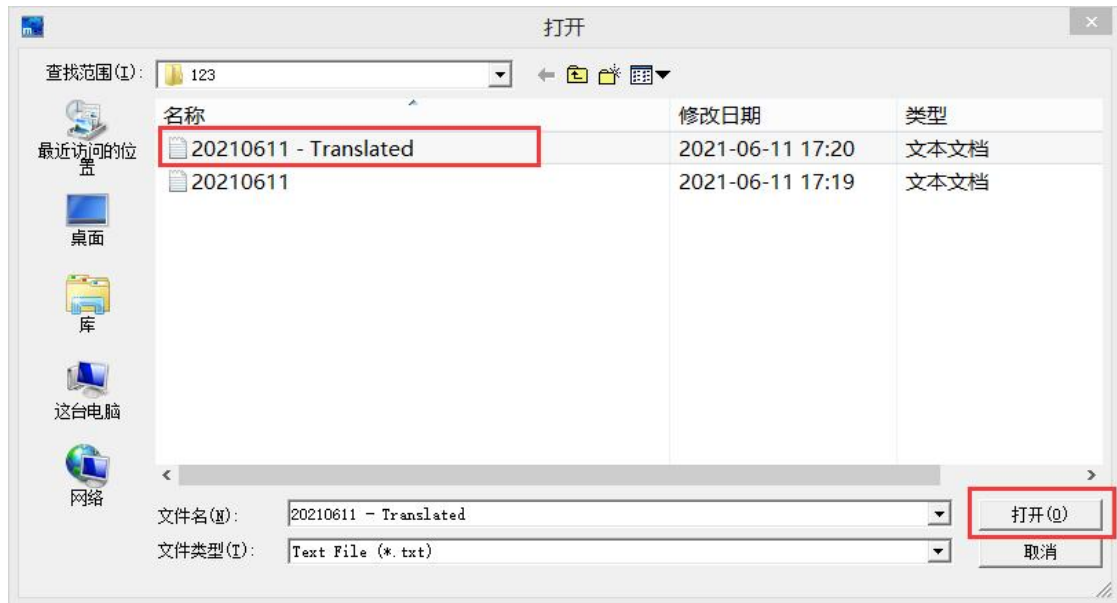 打开
查找范围(I): 123
名称 修改日期 类型
20210611 - Translated 2021-06-11 17:20 文本文档
20210611 2021-06-11 17:19 文本文档
最近访问的位
置
桌面
库
这台电脑
网络
文件名(N): 20210611 - Translated 打开(O)
文件类型(T): Text File (*.txt) 取消